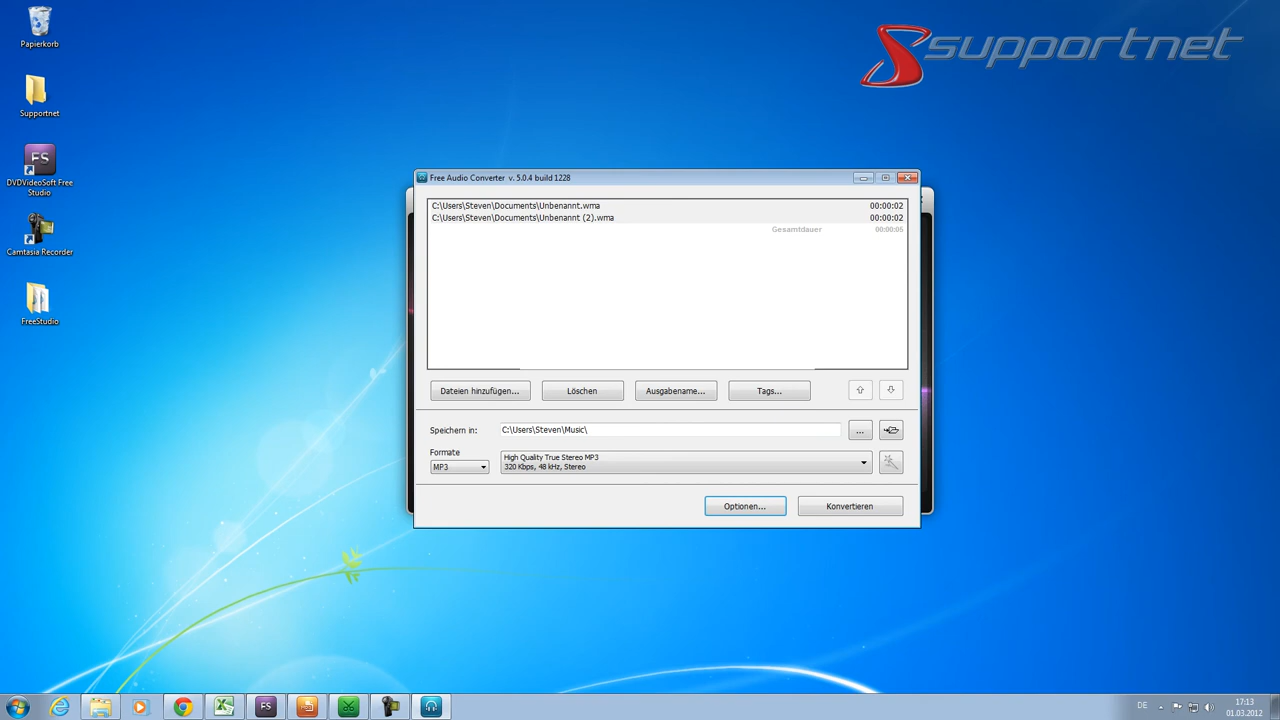 Papierkorb
Supportnet
FS
DVDVideoSoft Free
Studio
Camtasia Recorder
FreeStudio
supportnet
Free Audio Converter v. 5.0.4 build 1228
C:\Users\Steven\Documents\Unbenannt.wma 00:00:02
C:\Users\Steven\Documents\Unbenannt (2).wma 00:00:02
Gesamtdauer 00:00:05
Dateien hinzufügen... Löschen Ausgabename... Tags...
Speichern in: C:\Users\Steven\Music\ ...
Formate
MP3
High Quality True Stereo MP3
320 Kbps, 48 kHz, Stereo
Optionen... Konvertieren
FS
DE
17:13
01.03.2012